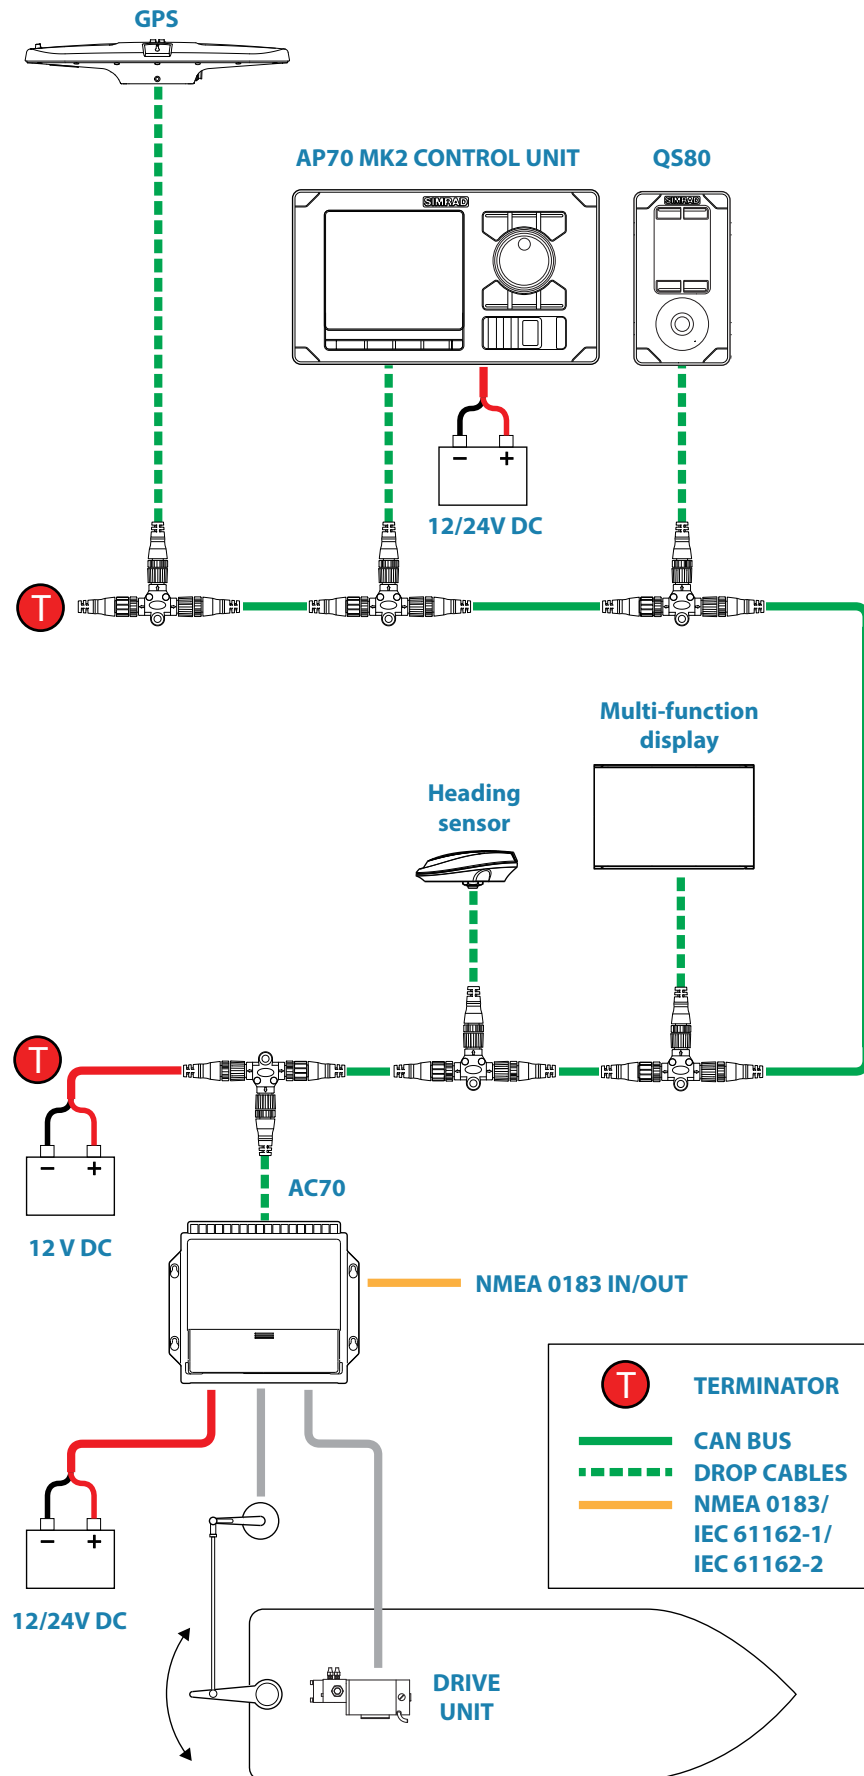 GPS
AP70 MK2 CONTROL UNIT
QS80
SIMRAD
SIMRAD
− +
12/24V DC
T
Multi-function
display
Heading
sensor
T
− +
12 V DC
AC70
NMEA 0183 IN/OUT
T TERMINATOR
CAN BUS
DROP CABLES
NMEA 0183/
IEC 61162-1/
IEC 61162-2
− +
12/24V DC
DRIVE
UNIT